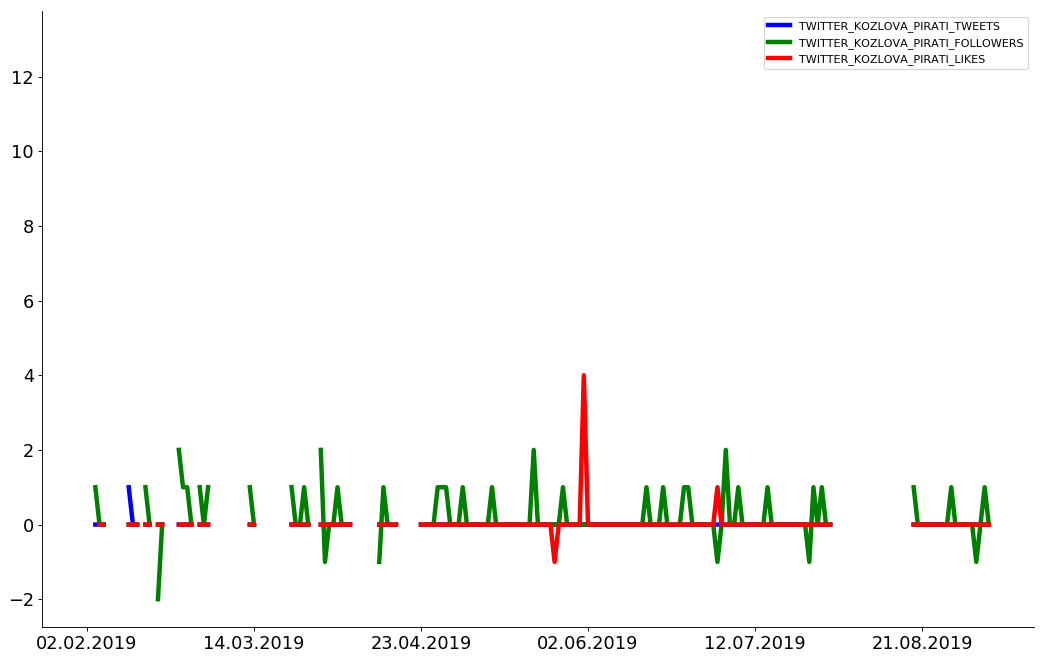 TWITTER_KOZLOVA_PIRATI_TWEETS
TWITTER_KOZLOVA_PIRATI_FOLLOWERS
TWITTER_KOZLOVA_PIRATI_LIKES
12
10
8
6
4
2
0
−2
02.02.2019 14.03.2019 23.04.2019 02.06.2019 12.07.2019 21.08.2019